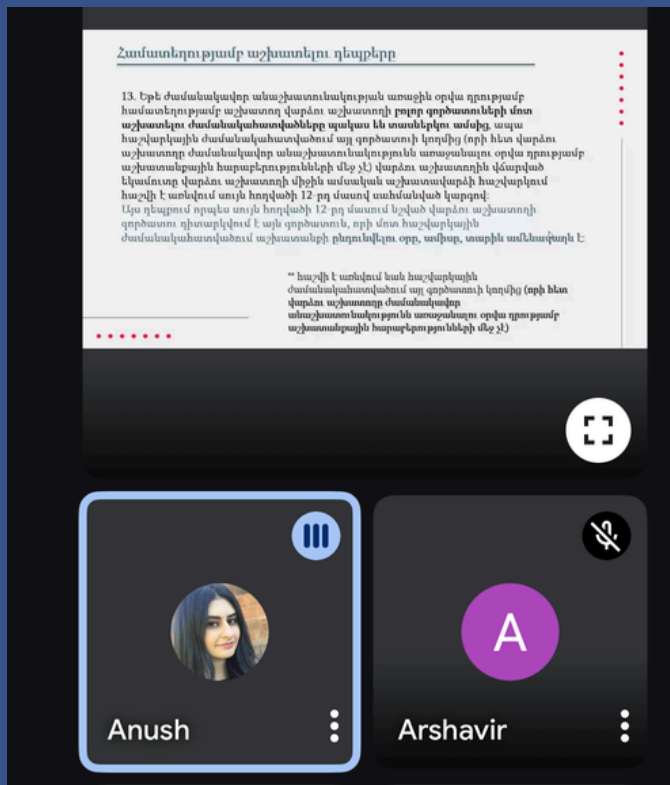 Համատեղությամբ աշխատելու դեպքերը
13. Եթե ժամանակավոր անաշխատունակության առաջին օրվա դրությամբ
համատեղությամբ աշխատող վարձու աշխատողի բոլոր գործատուների մոտ
աշխատելու ժամանակահատվածները պակաս են տասներկու ամսից, ապա
հաշվարկային ժամանակահատվածում այլ գործատուի կողմից (որի հետ վարձու
աշխատողը ժամանակավոր անաշխատունակությունն առաջանալու օրվա դրությամբ
աշխատանքային հարաբերությունների մեջ չէ) վարձու աշխատողին վճարված
եկամուտը վարձու աշխատողի միջին ամսական աշխատավարձի հաշվարկում
հաշվի է առնվում սույն հոդվածի 12-րդ մասով սահմանված կարգով:
Այս դեպքում որպես սույն հոդվածի 12-րդ մասում նշված վարձու աշխատողի
գործատու դիտարկվում է այն գործատուն, որի մոտ հաշվարկային
ժամանակահատվածում աշխատանքի ընդունվելու օրը, ամիսը, տարին ամենավաղն է:
** հաշվի է առնվում նաև հաշվարկային
ժամանակահատվածում այլ գործատուի կողմից (որի հետ
վարձու աշխատողը ժամանակավոր
անաշխատունակությունն առաջանալու օրվա դրությամբ
աշխատանքային հարաբերությունների մեջ չէ)
A
Anush
Arshavir